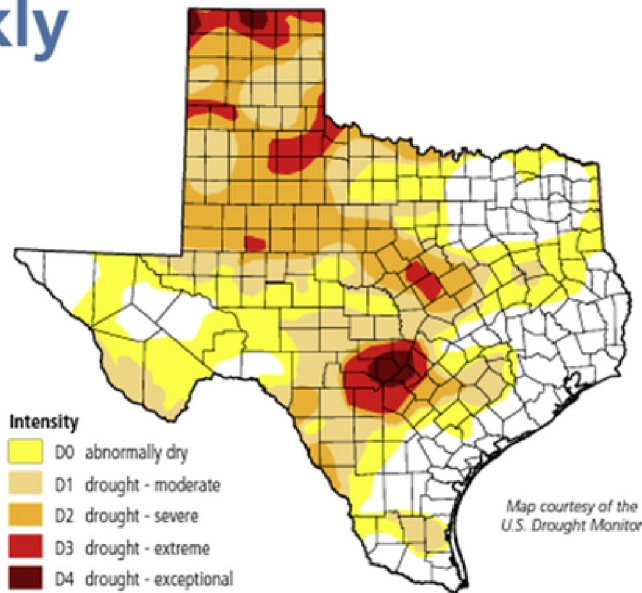 kly
Intensity
D0 abnormally dry
D1 drought - moderate
D2 drought - severe
D3 drought - extreme
D4 drought - exceptional
Map courtesy of the
U.S. Drought Monitor